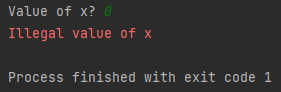 Value of x? 0
Illegal value of x
Process finished with exit code 1